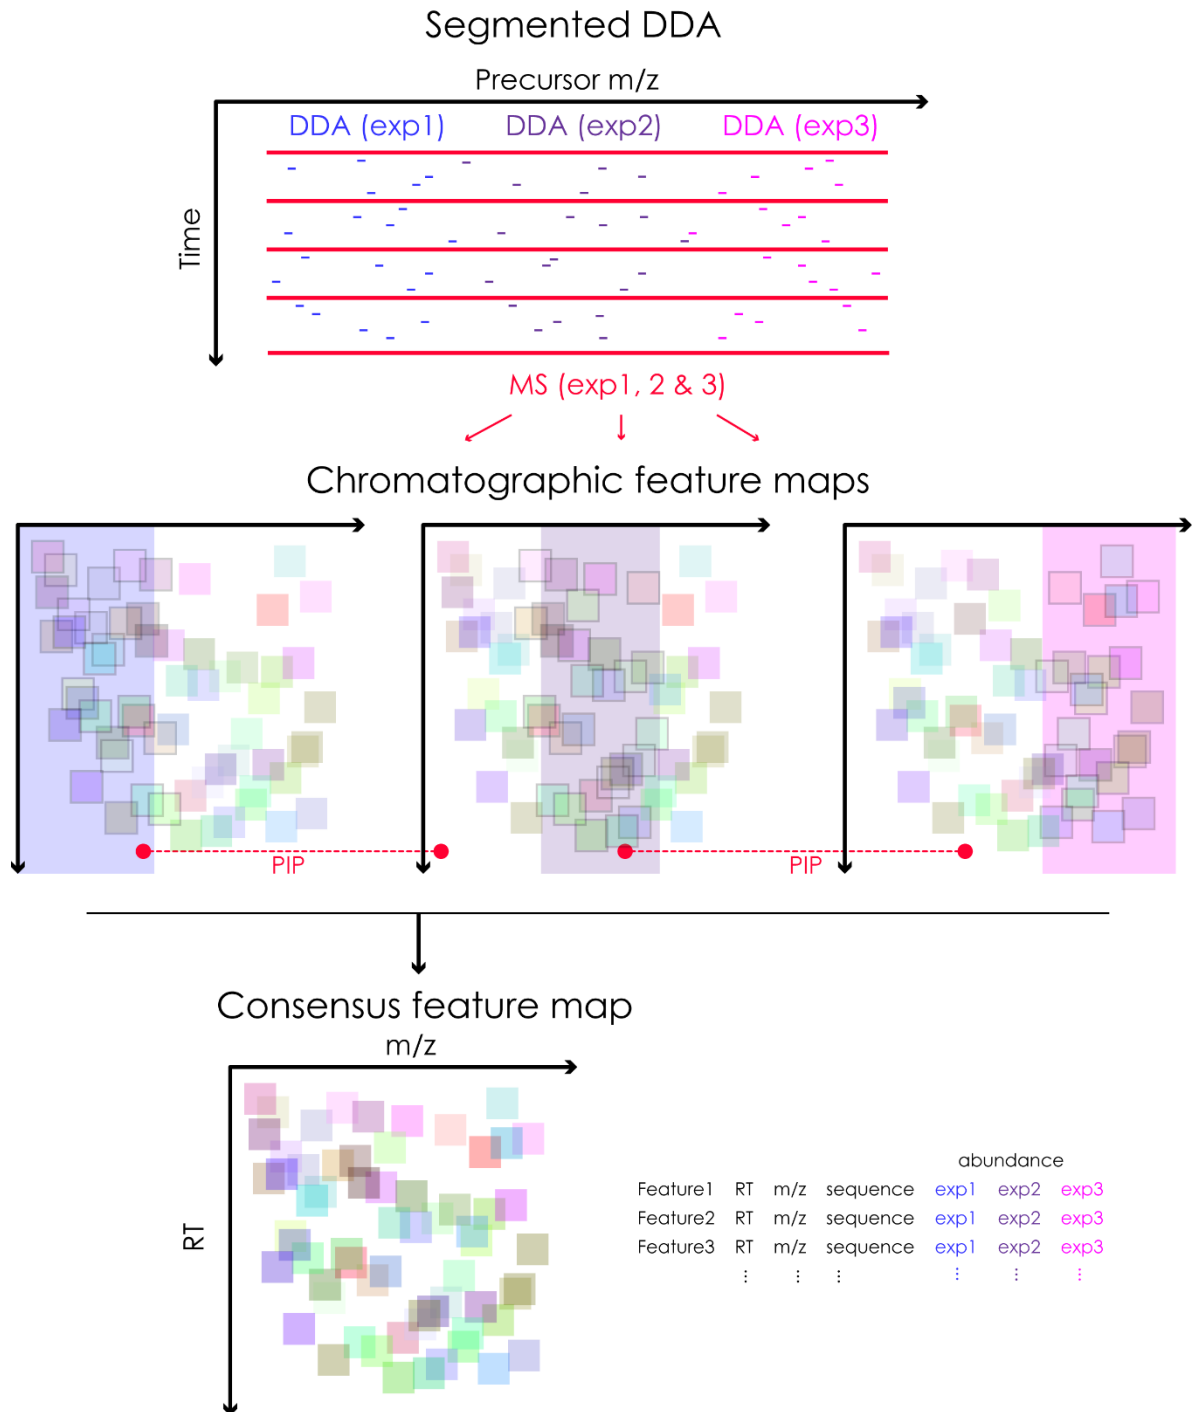 Segmented DDA
Precursor m/z
DDA (exp1) DDA (exp2) DDA (exp3)
Time
MS (exp1, 2 & 3)
Chromatographic feature maps
PIP PIP
Consensus feature map
m/z
RT
abundance
Feature1 RT m/z sequence exp1 exp2 exp3
Feature2 RT m/z sequence exp1 exp2 exp3
Feature3 RT m/z sequence exp1 exp2 exp3
⋮ ⋮ ⋮ ⋮ ⋮ ⋮